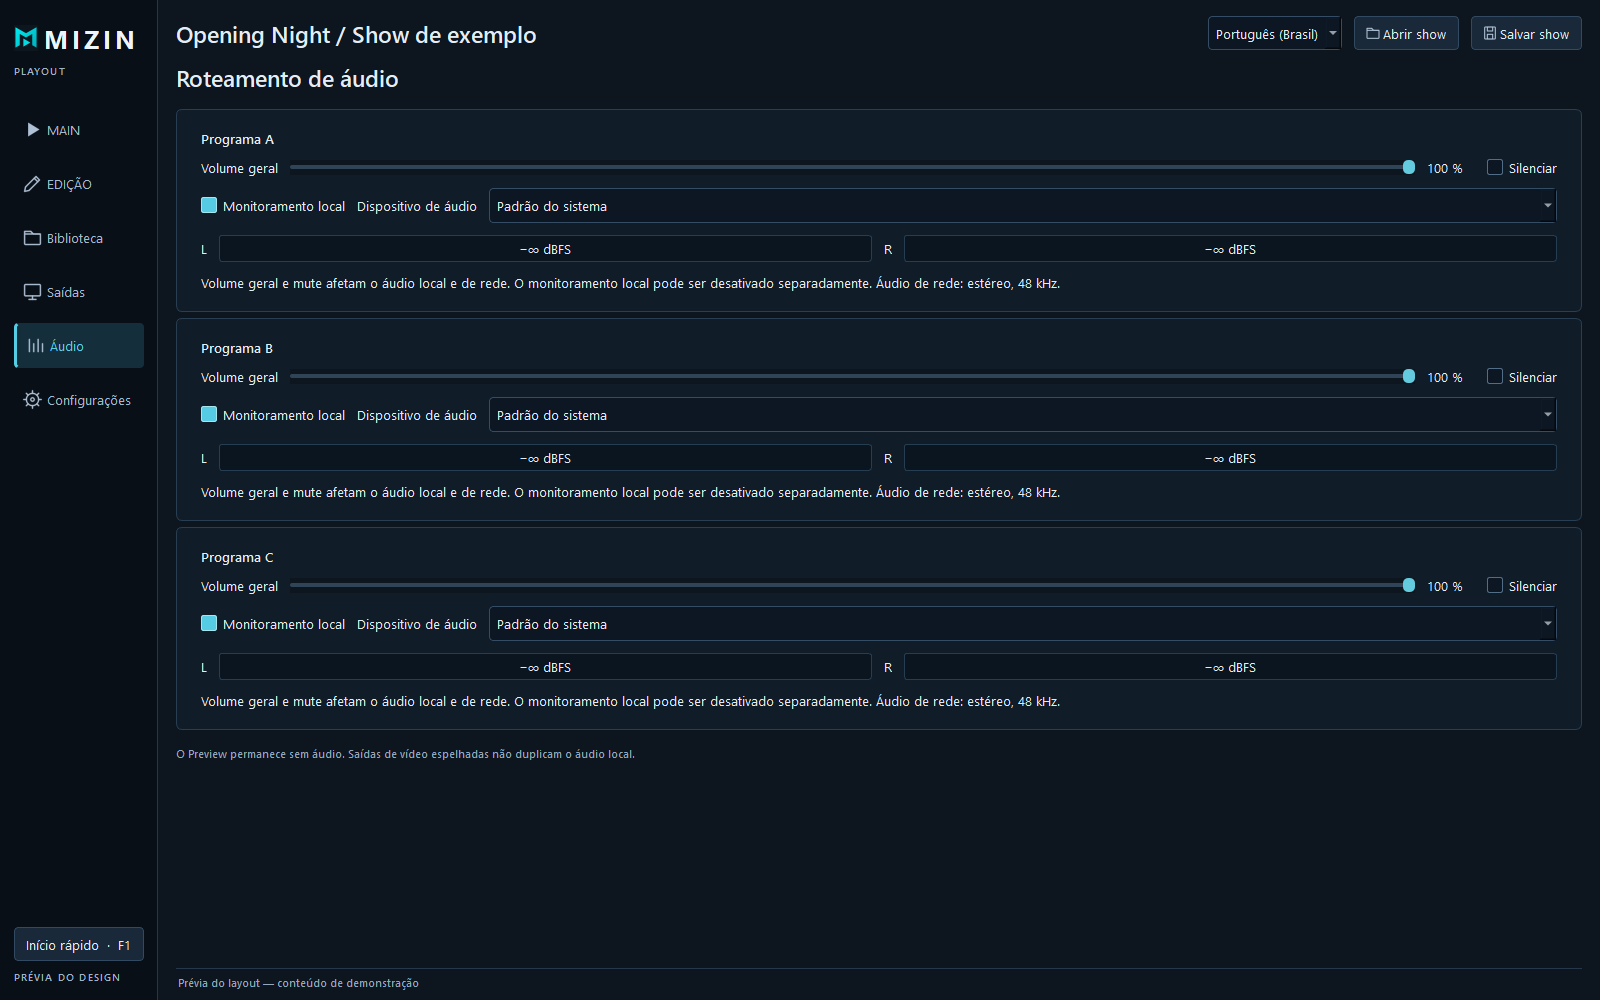 MIZIN
PLAYOUT
MAIN
EDIÇÃO
Biblioteca
Saídas
Áudio
Configurações
Início rápido · F1
PRÉVIA DO DESIGN
Opening Night / Show de exemplo
Português (Brasil)
Abrir show
Salvar show
Roteamento de áudio
Programa A
Volume geral 100 % Silenciar
Monitoramento local Dispositivo de áudio Padrão do sistema
L −∞ dBFS R −∞ dBFS
Volume geral e mute afetam o áudio local e de rede. O monitoramento local pode ser desativado separadamente. Áudio de rede: estéreo, 48 kHz.
Programa B
Volume geral 100 % Silenciar
Monitoramento local Dispositivo de áudio Padrão do sistema
L −∞ dBFS R −∞ dBFS
Volume geral e mute afetam o áudio local e de rede. O monitoramento local pode ser desativado separadamente. Áudio de rede: estéreo, 48 kHz.
Programa C
Volume geral 100 % Silenciar
Monitoramento local Dispositivo de áudio Padrão do sistema
L −∞ dBFS R −∞ dBFS
Volume geral e mute afetam o áudio local e de rede. O monitoramento local pode ser desativado separadamente. Áudio de rede: estéreo, 48 kHz.
O Preview permanece sem áudio. Saídas de vídeo espelhadas não duplicam o áudio local.
Prévia do layout — conteúdo de demonstração